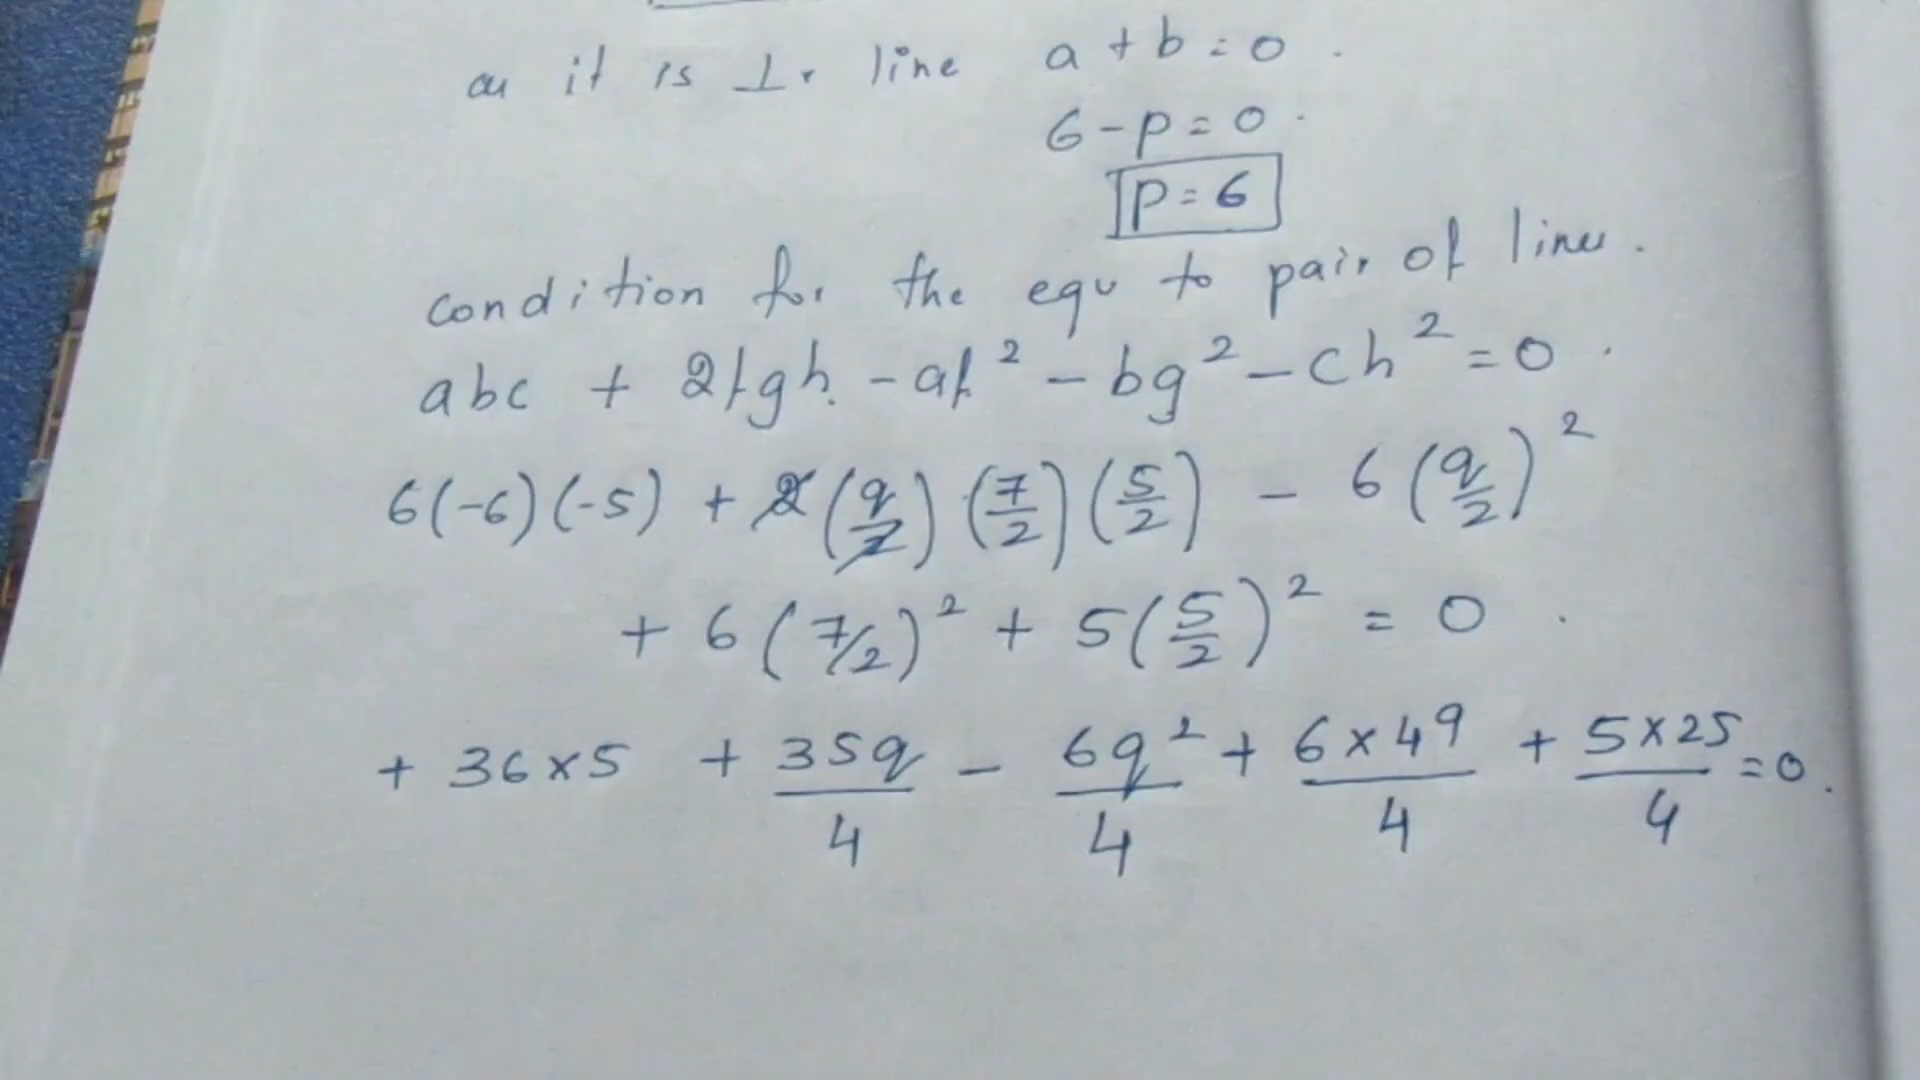 as it is ⊥r line a + b = 0.
6 - p = 0.
p = 6
condition for the equ to pair of lines.
abc + 2fgh - af² - bg² - ch² = 0.
6(-6)(-5) + 2(q/2)(7/2)(5/2) - 6(q/2)²
+ 6(7/2)² + 5(5/2)² = 0.
+ 36×5 + 35q/4 - 6q²/4 + 6×49/4 + 5×25/4 = 0.